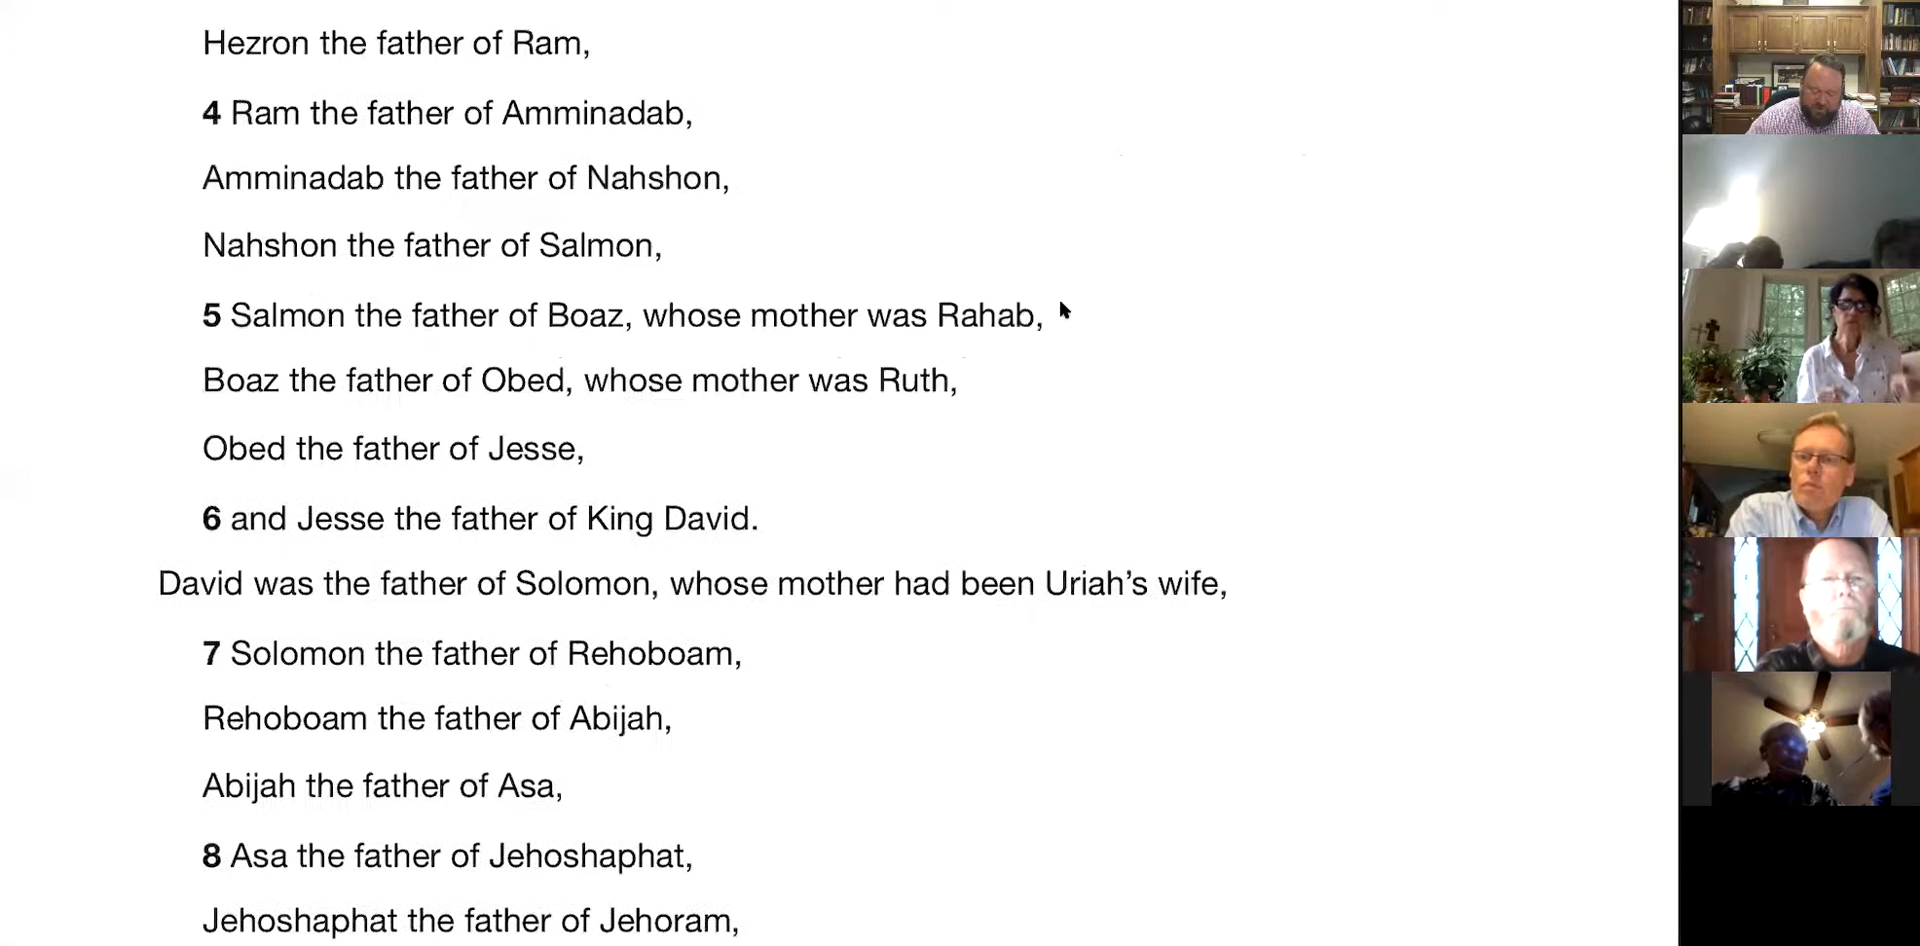 Hezron the father of Ram,
4 Ram the father of Amminadab,
Amminadab the father of Nahshon,
Nahshon the father of Salmon,
5 Salmon the father of Boaz, whose mother was Rahab,
Boaz the father of Obed, whose mother was Ruth,
Obed the father of Jesse,
6 and Jesse the father of King David.
David was the father of Solomon, whose mother had been Uriah’s wife,
7 Solomon the father of Rehoboam,
Rehoboam the father of Abijah,
Abijah the father of Asa,
8 Asa the father of Jehoshaphat,
Jehoshaphat the father of Jehoram,